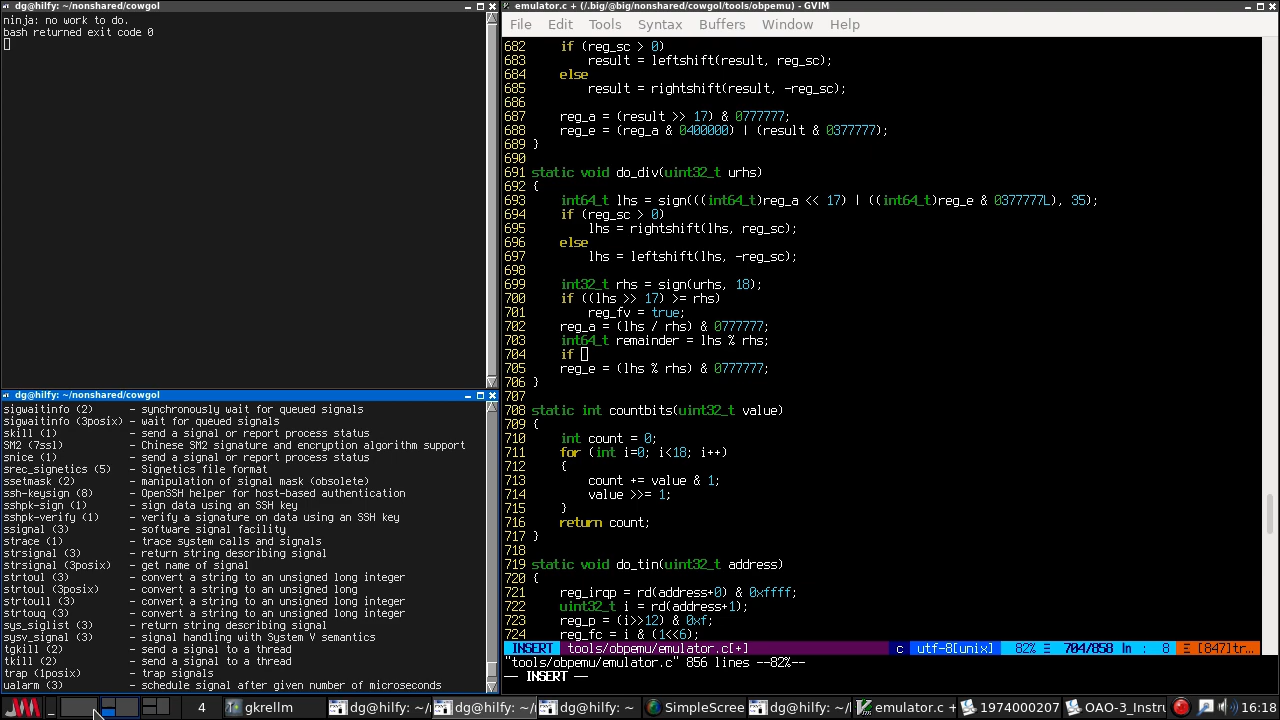 dg@hilfy: ~/nonshared/cowgol
ninja: no work to do.
bash returned exit code 0
dg@hilfy: ~/nonshared/cowgol
sigwaitinfo (2) - synchronously wait for queued signals
sigwaitinfo (3posix) - wait for queued signals
skill (1) - send a signal or report process status
SM2 (7ssl) - Chinese SM2 signature and encryption algorithm support
snice (1) - send a signal or report process status
srec_signetics (5) - Signetics file format
ssetmask (2) - manipulation of signal mask (obsolete)
ssh-keysign (8) - OpenSSH helper for host-based authentication
sshpk-sign (1) - sign data using an SSH key
sshpk-verify (1) - verify a signature on data using an SSH key
ssignal (3) - software signal facility
strace (1) - trace system calls and signals
strsignal (3) - return string describing signal
strsignal (3posix) - get name of signal
strtoul (3) - convert a string to an unsigned long integer
strtoul (3posix) - convert a string to an unsigned long
strtoull (3) - convert a string to an unsigned long integer
strtouq (3) - convert a string to an unsigned long integer
sys_siglist (3) - return string describing signal
sysv_signal (3) - signal handling with System V semantics
tgkill (2) - send a signal to a thread
tkill (2) - send a signal to a thread
trap (1posix) - trap signals
ualarm (3) - schedule signal after given number of microseconds
emulator.c + (/.big/@big/nonshared/cowgol/tools/obpemu) - GVIM
File Edit Tools Syntax Buffers Window Help
682 if (reg_sc > 0)
683 result = leftshift(result, reg_sc);
684 else
685 result = rightshift(result, -reg_sc);
686
687 reg_a = (result >> 17) & 0777777;
688 reg_e = (reg_a & 0400000) | (result & 0377777);
689 }
690
691 static void do_div(uint32_t urhs)
692 {
693 int64_t lhs = sign(((int64_t)reg_a << 17) | ((int64_t)reg_e & 0377777L), 35);
694 if (reg_sc > 0)
695 lhs = rightshift(lhs, reg_sc);
696 else
697 lhs = leftshift(lhs, -reg_sc);
698
699 int32_t rhs = sign(urhs, 18);
700 if ((lhs >> 17) >= rhs)
701 reg_fv = true;
702 reg_a = (lhs / rhs) & 0777777;
703 int64_t remainder = lhs % rhs;
704 if
705 reg_e = (lhs % rhs) & 0777777;
706 }
707
708 static int countbits(uint32_t value)
709 {
710 int count = 0;
711 for (int i=0; i<18; i++)
712 {
713 count += value & 1;
714 value >>= 1;
715 }
716 return count;
717 }
718
719 static void do_tin(uint32_t address)
720 {
721 reg_irqp = rd(address+0) & 0xffff;
722 uint32_t i = rd(address+1);
723 reg_p = (i>>12) & 0xf;
724 reg_fc = i & (1<<6);
INSERT tools/obpemu/emulator.c[+] c utf-8[unix] 82% Ξ 704/858 ln : 8 Ξ [847]tr…
"tools/obpemu/emulator.c" 856 lines --82%--
-- INSERT --
4 gkrellm dg@hilfy: ~/ dg@hilfy: ~/ dg@hilfy: ~ SimpleScree dg@hilfy: ~/ emulator.c + 1974000207 OAO-3_Instr 16:18